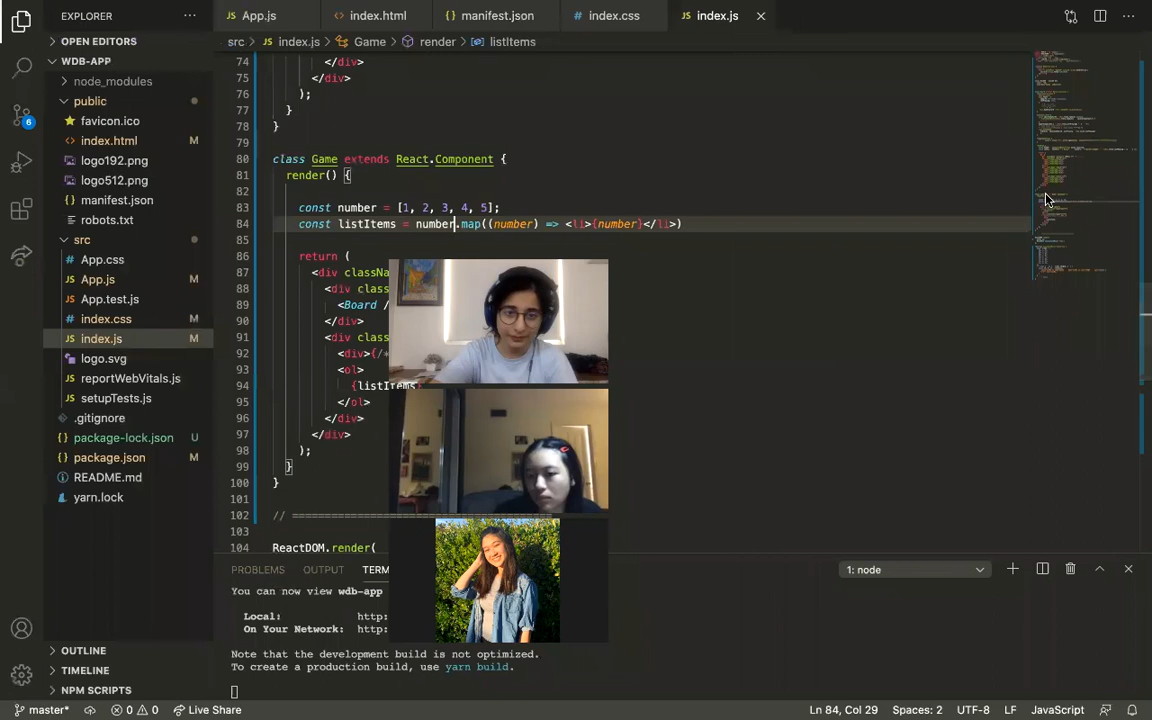 EXPLORER
App.js
index.html
manifest.json
index.css
index.js
src > index.js > Game > render > listItems
OPEN EDITORS
WDB-APP
node_modules
public
favicon.ico
index.html M
logo192.png
logo512.png
manifest.json
robots.txt
src
App.css
App.js M
App.test.js
index.css M
index.js M
logo.svg
reportWebVitals.js
setupTests.js
.gitignore
package-lock.json U
package.json M
README.md
yarn.lock
OUTLINE
TIMELINE
NPM SCRIPTS
6
74 </div>
75 </div>
76 );
77 }
78 }
79
80 class Game extends React.Component {
81 render() {
82
83 const number = [1, 2, 3, 4, 5];
84 const listItems = number.map((number) => <li>{number}</li>)
85
86 return (
87 <div classNa
88 <div class
89 <Board /
90 </div>
91 <div class
92 <div>{/*
93 <ol>
94 {listItems}
95 </ol>
96 </div>
97 </div>
98 );
99 }
100 }
101
102 // ====================================
103
104 ReactDOM.render(
PROBLEMS OUTPUT TERM
1: node
You can now view wdb-app
Local: http:
On Your Network: http:
Note that the development build is not optimized.
To create a production build, use yarn build.
master* 0 0 Live Share
Ln 84, Col 29 Spaces: 2 UTF-8 LF JavaScript